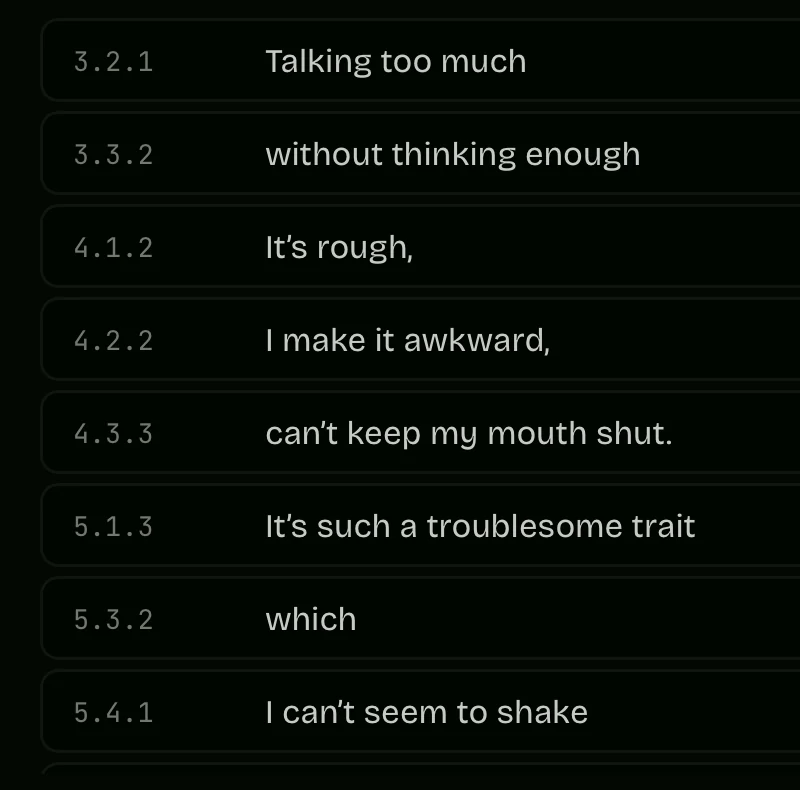 3.2.1 Talking too much
3.3.2 without thinking enough
4.1.2 It’s rough,
4.2.2 I make it awkward,
4.3.3 can’t keep my mouth shut.
5.1.3 It’s such a troublesome trait
5.3.2 which
5.4.1 I can’t seem to shake